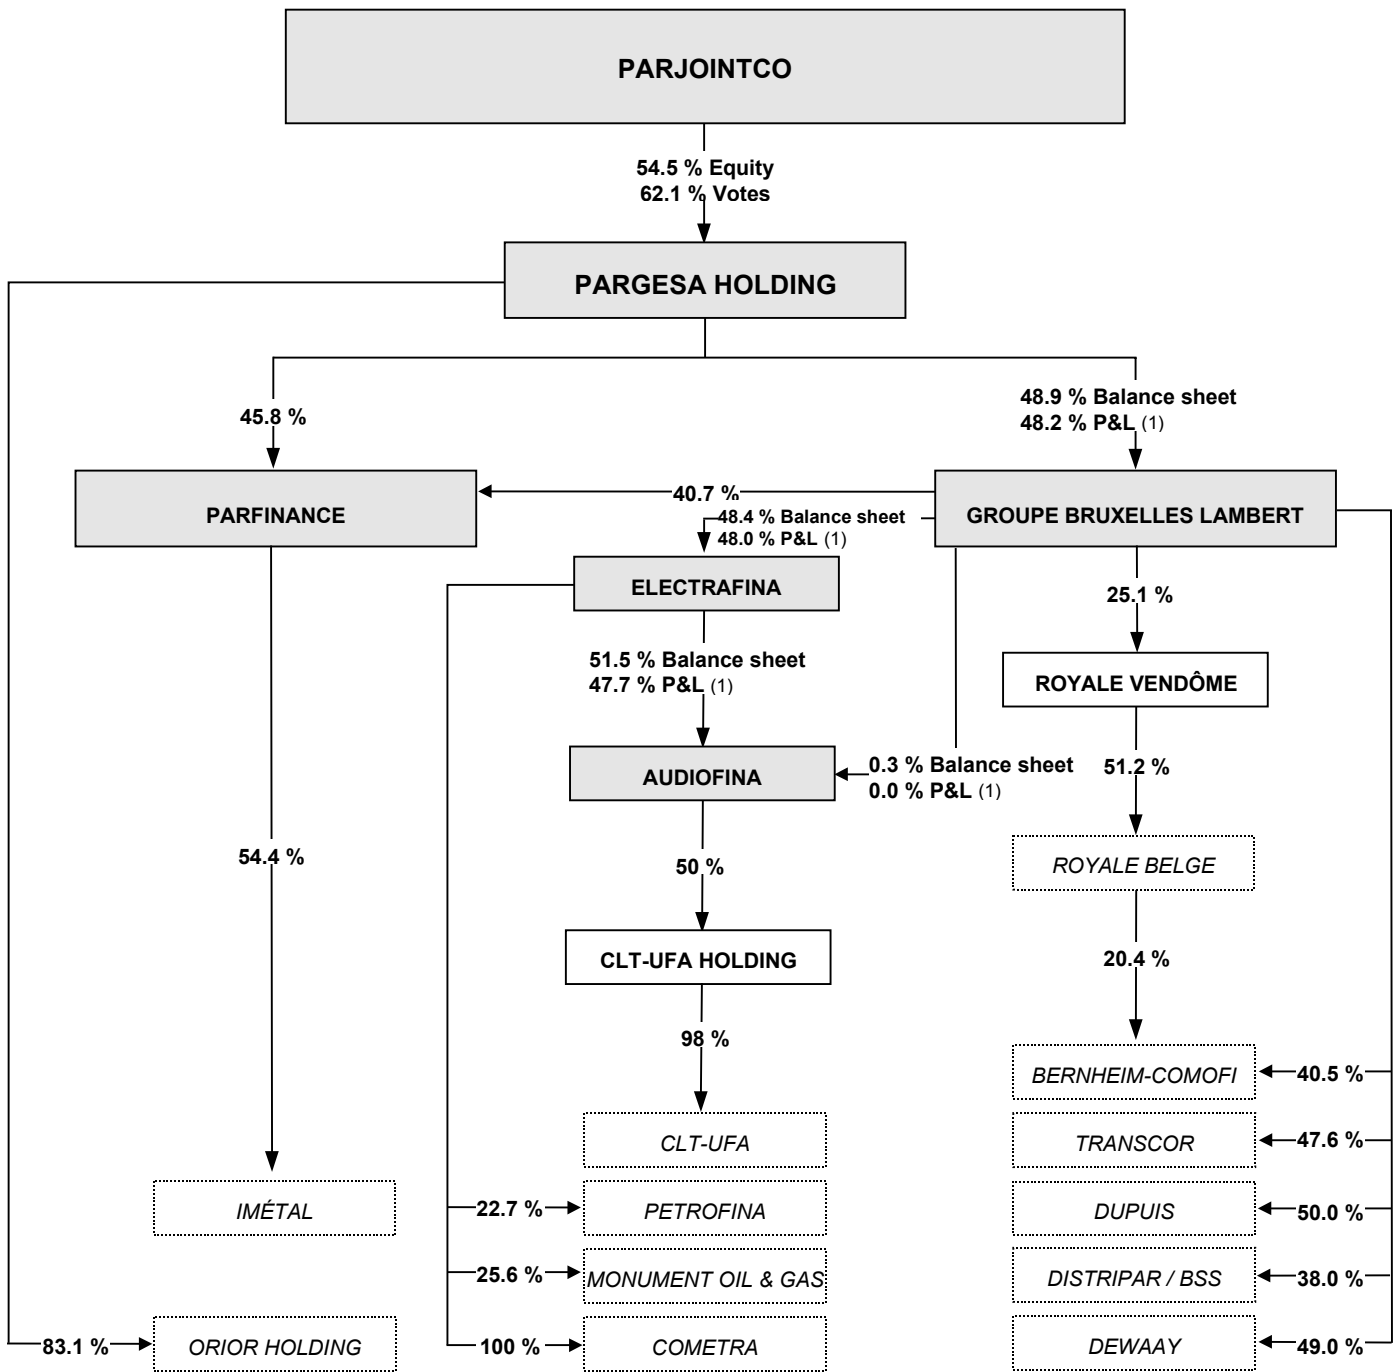 PARJOINTCO
54.5 % Equity
62.1 % Votes
PARGESA HOLDING
45.8 %
48.9 % Balance sheet
48.2 % P&L (1)
PARFINANCE
40.7 %
GROUPE BRUXELLES LAMBERT
48.4 % Balance sheet
48.0 % P&L (1)
ELECTRAFINA
25.1 %
51.5 % Balance sheet
47.7 % P&L (1)
ROYALE VENDÔME
AUDIOFINA
0.3 % Balance sheet
0.0 % P&L (1)
51.2 %
54.4 %
50 %
ROYALE BELGE
CLT-UFA HOLDING
20.4 %
98 %
BERNHEIM-COMOFI
40.5 %
CLT-UFA
TRANSCOR
47.6 %
IMÉTAL
22.7 %
PETROFINA
DUPUIS
50.0 %
25.6 %
MONUMENT OIL & GAS
DISTRIPAR / BSS
38.0 %
83.1 %
ORIOR HOLDING
100 %
COMETRA
DEWAAY
49.0 %